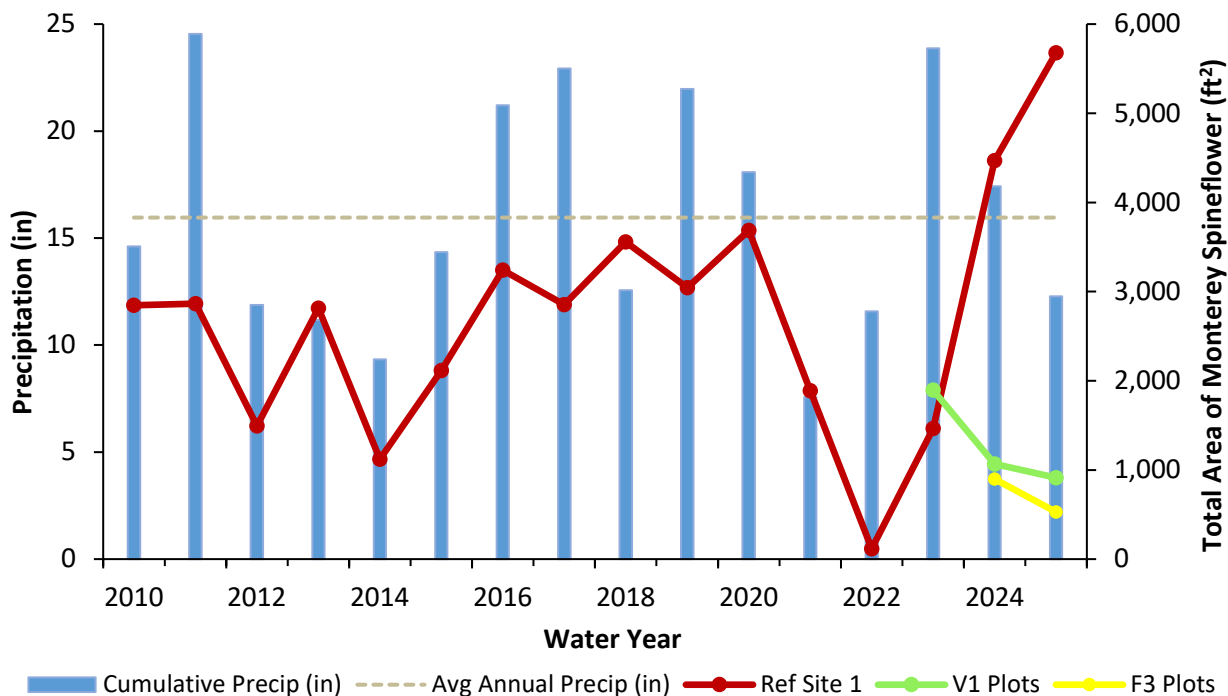 25
20
15
10
5
0
Precipitation (in)
6,000
5,000
4,000
3,000
2,000
1,000
0
Total Area of Monterey Spineflower (ft²)
2010 2012 2014 2016 2018 2020 2022 2024
Water Year
Cumulative Precip (in) Avg Annual Precip (in) Ref Site 1 V1 Plots F3 Plots